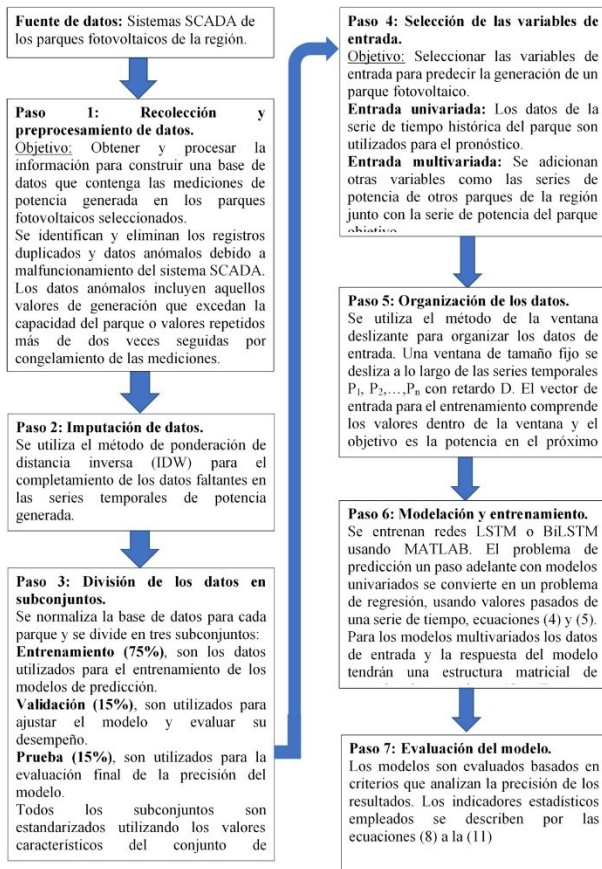 Fuente de datos: Sistemas SCADA de
los parques fotovoltaicos de la región.
Paso 1: Recolección y
preprocesamiento de datos.
Objetivo: Obtener y procesar la
información para construir una base de
datos que contenga las mediciones de
potencia generada en los parques
fotovoltaicos seleccionados.
Se identifican y eliminan los registros
duplicados y datos anómalos debido a
malfuncionamiento del sistema SCADA.
Los datos anómalos incluyen aquellos
valores de generación que excedan la
capacidad del parque o valores repetidos
más de dos veces seguidas por
congelamiento de las mediciones.
Paso 2: Imputación de datos.
Se utiliza el método de ponderación de
distancia inversa (IDW) para el
completamiento de los datos faltantes en
las series temporales de potencia
generada.
Paso 3: División de los datos en
subconjuntos.
Se normaliza la base de datos para cada
parque y se divide en tres subconjuntos:
Entrenamiento (75%), son los datos
utilizados para el entrenamiento de los
modelos de predicción.
Validación (15%), son utilizados para
ajustar el modelo y evaluar su
desempeño.
Prueba (15%), son utilizados para la
evaluación final de la precisión del
modelo.
Todos los subconjuntos son
estandarizados utilizando los valores
característicos del conjunto de
Paso 4: Selección de las variables de
entrada.
Objetivo: Seleccionar las variables de
entrada para predecir la generación de un
parque fotovoltaico.
Entrada univariada: Los datos de la
serie de tiempo histórica del parque son
utilizados para el pronóstico.
Entrada multivariada: Se adicionan
otras variables como las series de
potencia de otros parques de la región
junto con la serie de potencia del parque
objetivo
Paso 5: Organización de los datos.
Se utiliza el método de la ventana
deslizante para organizar los datos de
entrada. Una ventana de tamaño fijo se
desliza a lo largo de las series temporales
P₁, P₂,…,Pₙ con retardo D. El vector de
entrada para el entrenamiento comprende
los valores dentro de la ventana y el
objetivo es la potencia en el próximo
Paso 6: Modelación y entrenamiento.
Se entrenan redes LSTM o BiLSTM
usando MATLAB. El problema de
predicción un paso adelante con modelos
univariados se convierte en un problema
de regresión, usando valores pasados de
una serie de tiempo, ecuaciones (4) y (5).
Para los modelos multivariados los datos
de entrada y la respuesta del modelo
tendrán una estructura matricial de
Paso 7: Evaluación del modelo.
Los modelos son evaluados basados en
criterios que analizan la precisión de los
resultados. Los indicadores estadísticos
empleados se describen por las
ecuaciones (8) a la (11)